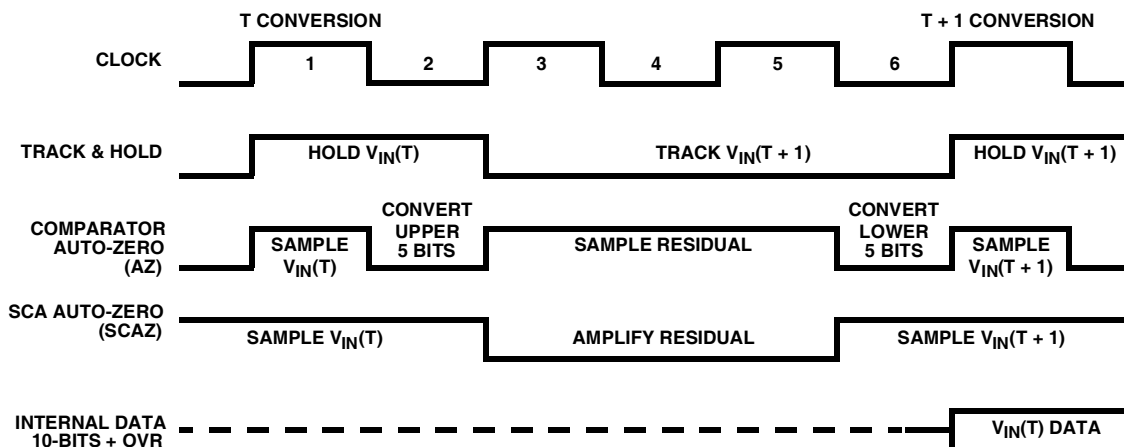 T CONVERSION T + 1 CONVERSION
CLOCK 1 2 3 4 5 6
TRACK & HOLD HOLD VIN(T) TRACK VIN(T + 1) HOLD VIN(T + 1)
COMPARATOR
AUTO-ZERO
(AZ)
SAMPLE
VIN(T)
CONVERT
UPPER
5 BITS
SAMPLE RESIDUAL
CONVERT
LOWER
5 BITS
SAMPLE
VIN(T + 1)
SCA AUTO-ZERO
(SCAZ)
SAMPLE VIN(T) AMPLIFY RESIDUAL SAMPLE VIN(T + 1)
INTERNAL DATA
10-BITS + OVR
VIN(T) DATA